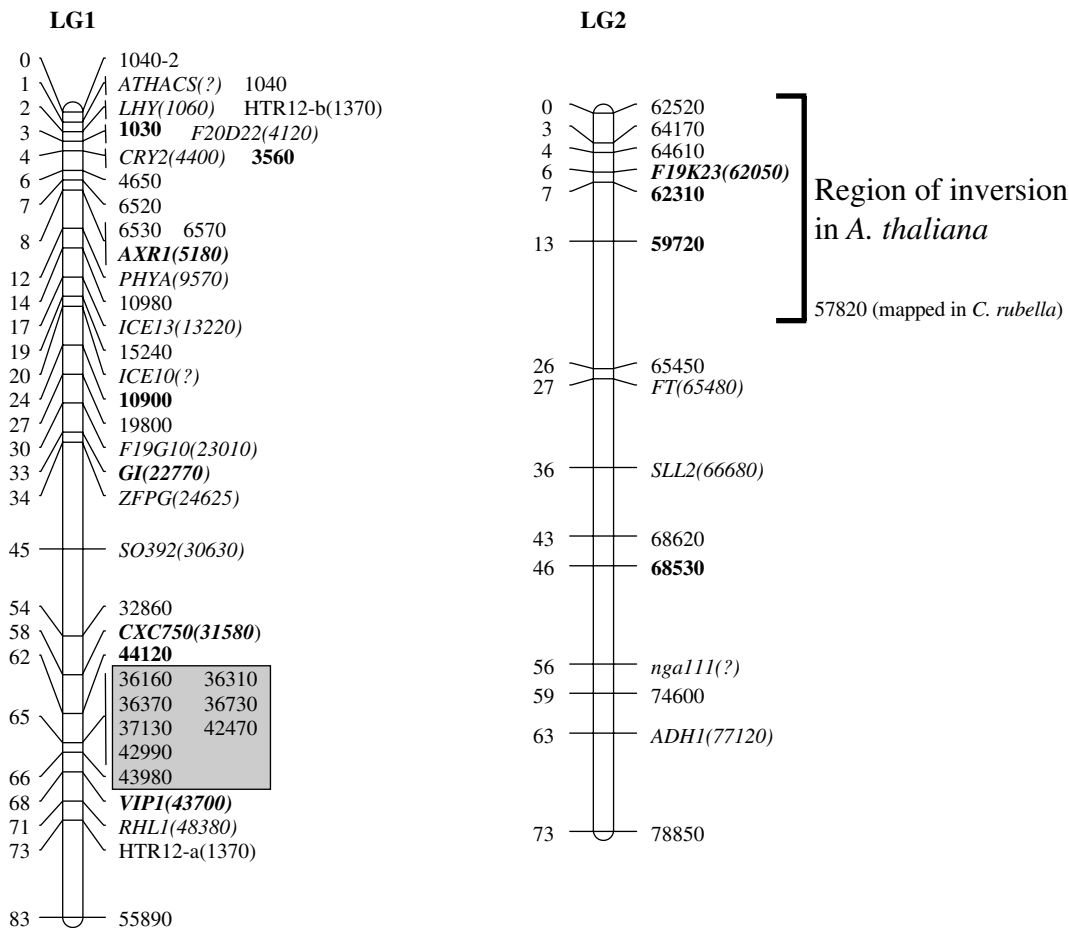 LG1
0 1040-2
1 ATHACS(?) 1040
2 LHY(1060) HTR12-b(1370)
3 1030 F20D22(4120)
4 CRY2(4400) 3560
6 4650
7 6520
8 6530 6570
AXR1(5180)
12 PHYA(9570)
14 10980
17 ICE13(13220)
19 15240
20 ICE10(?)
24 10900
27 19800
30 F19G10(23010)
33 GI(22770)
34 ZFPG(24625)
45 SO392(30630)
54 32860
58 CXC750(31580)
62 44120
36160 36310
36370 36730
65 37130 42470
42990
66 43980
68 VIP1(43700)
71 RHL1(48380)
73 HTR12-a(1370)
83 55890
LG2
0 62520
3 64170
4 64610
6 F19K23(62050)
7 62310
13 59720
Region of inversion
in A. thaliana
57820 (mapped in C. rubella)
26 65450
27 FT(65480)
36 SLL2(66680)
43 68620
46 68530
56 nga111(?)
59 74600
63 ADH1(77120)
73 78850